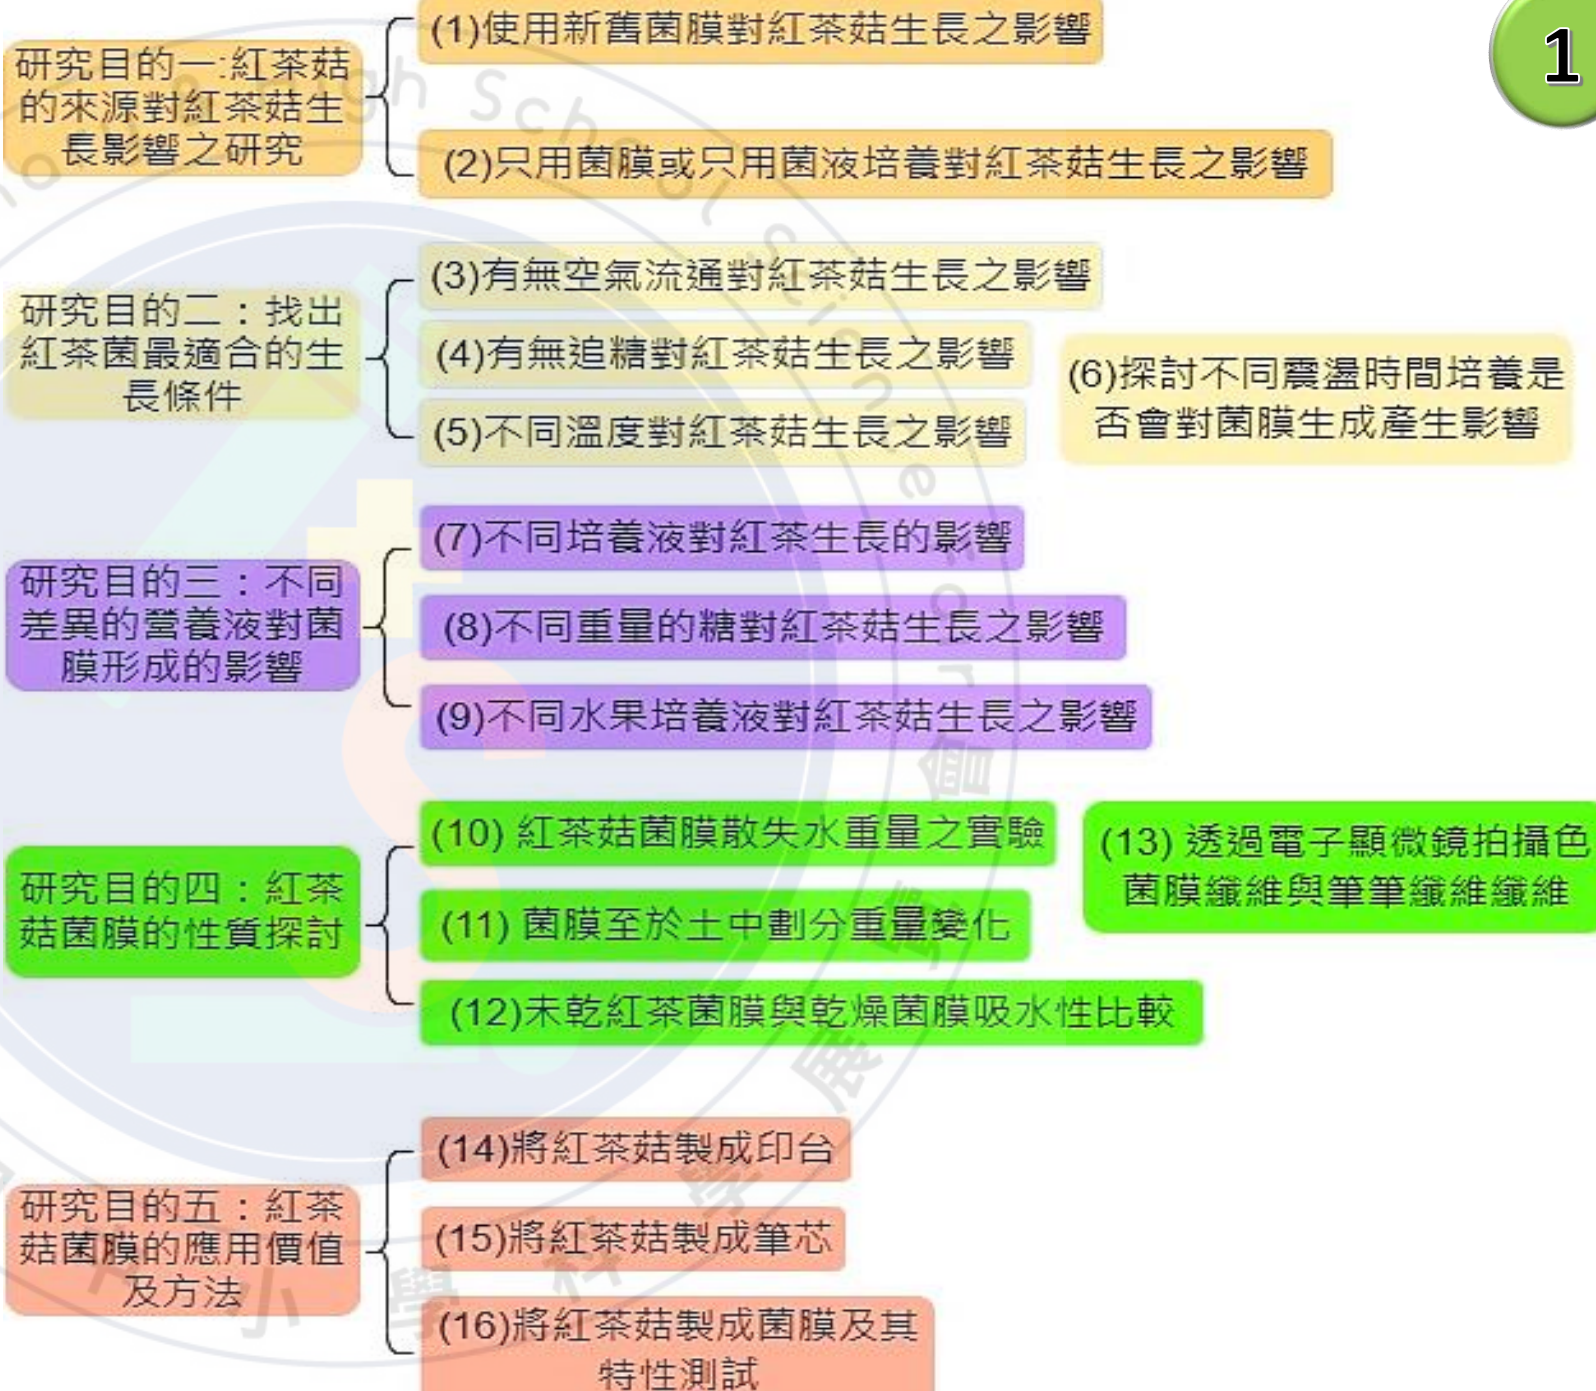 1
研究目的一:紅茶菇
的來源對紅茶菇生
長影響之研究
(1)使用新舊菌膜對紅茶菇生長之影響
(2)只用菌膜或只用菌液培養對紅茶菇生長之影響
研究目的二：找出
紅茶菌最適合的生
長條件
(3)有無空氣流通對紅茶菇生長之影響
(4)有無追糖對紅茶菇生長之影響
(5)不同溫度對紅茶菇生長之影響
(6)探討不同震盪時間培養是
否會對菌膜生成產生影響
研究目的三：不同
差異的營養液對菌
膜形成的影響
(7)不同培養液對紅茶生長的影響
(8)不同重量的糖對紅茶菇生長之影響
(9)不同水果培養液對紅茶菇生長之影響
研究目的四：紅茶
菇菌膜的性質探討
(10) 紅茶菇菌膜散失水重量之實驗
(11) 菌膜至於土中劃分重量變化
(12)未乾紅茶菌膜與乾燥菌膜吸水性比較
(13) 透過電子顯微鏡拍攝色
菌膜纖維與筆筆纖維纖維
研究目的五：紅茶
菇菌膜的應用價值
及方法
(14)將紅茶菇製成印台
(15)將紅茶菇製成筆芯
(16)將紅茶菇製成菌膜及其
特性測試